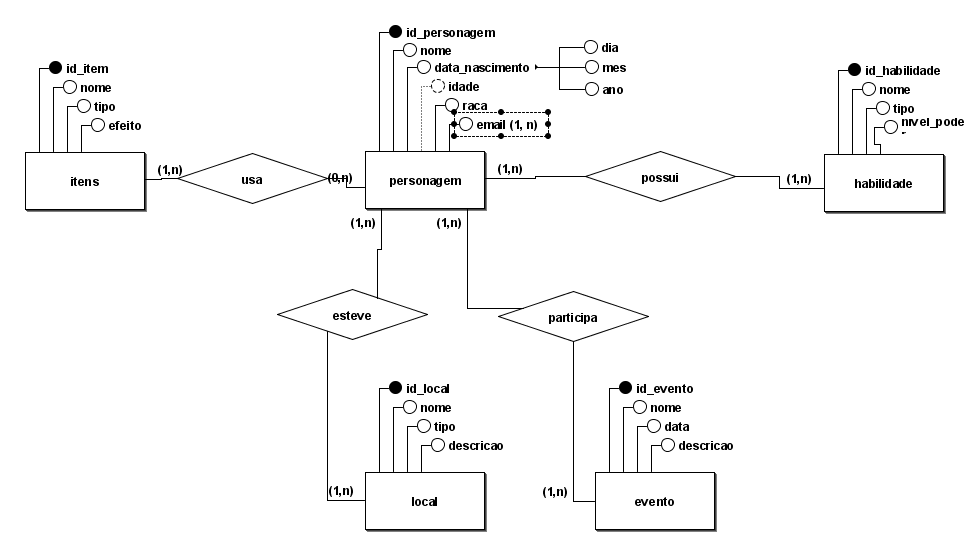 id_personagem
nome
data_nascimento
dia
mes
ano
idade
raca
email (1, n)
id_item
nome
tipo
efeito
id_habilidade
nome
tipo
nivel_pode
itens
(1,n)
usa
(0,n)
personagem
(1,n)
possui
(1,n)
habilidade
(1,n)
(1,n)
esteve
participa
id_local
nome
tipo
descricao
id_evento
nome
data
descricao
(1,n)
local
(1,n)
evento